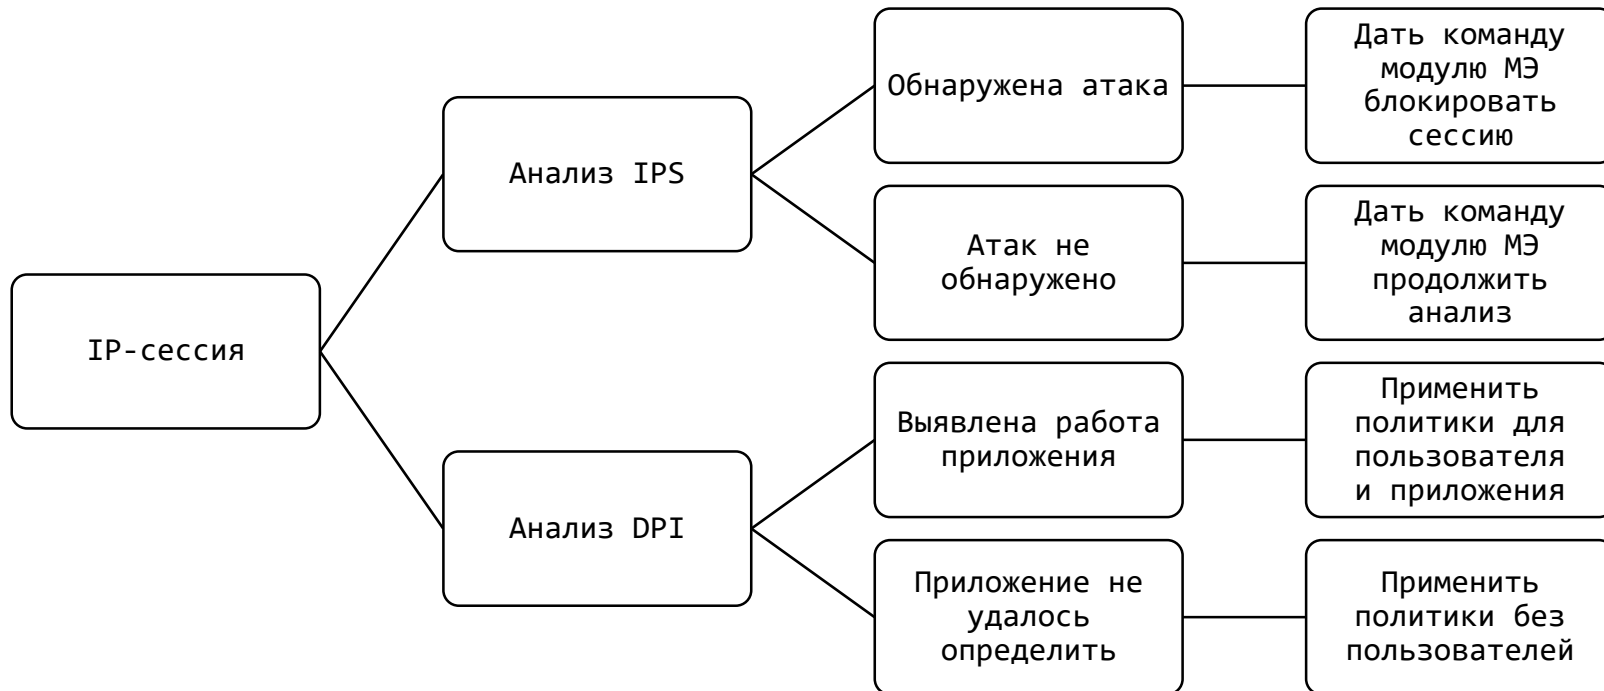 IP-сессия
Анализ IPS
Обнаружена атака
Дать команду
модулю МЭ
блокировать
сессию
Атак не
обнаружено
Дать команду
модулю МЭ
продолжить
анализ
Анализ DPI
Выявлена работа
приложения
Применить
политики для
пользователя
и приложения
Приложение не
удалось
определить
Применить
политики без
пользователей